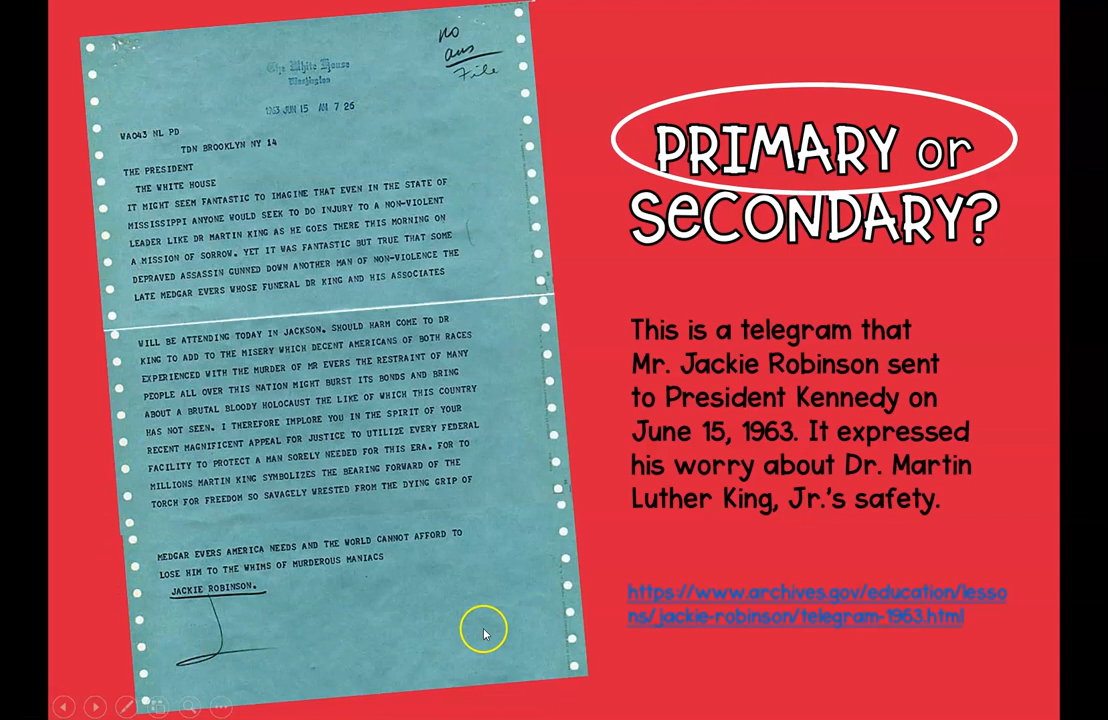 no
ans
File
The White House
Washington
1963 JUN 15 AM 7 26
WA043 NL PD
TDN BROOKLYN NY 14
THE PRESIDENT
THE WHITE HOUSE
IT MIGHT SEEM FANTASTIC TO IMAGINE THAT EVEN IN THE STATE OF
MISSISSIPPI ANYONE WOULD SEEK TO DO INJURY TO A NON-VIOLENT
LEADER LIKE DR MARTIN KING AS HE GOES THERE THIS MORNING ON
A MISSION OF SORROW. YET IT WAS FANTASTIC BUT TRUE THAT SOME
DEPRAVED ASSASSIN GUNNED DOWN ANOTHER MAN OF NON-VIOLENCE THE
LATE MEDGAR EVERS WHOSE FUNERAL DR KING AND HIS ASSOCIATES
WILL BE ATTENDING TODAY IN JACKSON. SHOULD HARM COME TO DR
KING TO ADD TO THE MISERY WHICH DECENT AMERICANS OF BOTH RACES
EXPERIENCED WITH THE MURDER OF MR EVERS THE RESTRAINT OF MANY
PEOPLE ALL OVER THIS NATION MIGHT BURST ITS BONDS AND BRING
ABOUT A BRUTAL BLOODY HOLOCAUST THE LIKE OF WHICH THIS COUNTRY
HAS NOT SEEN. I THEREFORE IMPLORE YOU IN THE SPIRIT OF YOUR
RECENT MAGNIFICENT APPEAL FOR JUSTICE TO UTILIZE EVERY FEDERAL
FACILITY TO PROTECT A MAN SORELY NEEDED FOR THIS ERA. FOR TO
MILLIONS MARTIN KING SYMBOLIZES THE BEARING FORWARD OF THE
TORCH FOR FREEDOM SO SAVAGELY WRESTED FROM THE DYING GRIP OF
MEDGAR EVERS AMERICA NEEDS AND THE WORLD CANNOT AFFORD TO
LOSE HIM TO THE WHIMS OF MURDEROUS MANIACS
JACKIE ROBINSON.
PRIMARY or
SECONDARY?
This is a telegram that
Mr. Jackie Robinson sent
to President Kennedy on
June 15, 1963. It expressed
his worry about Dr. Martin
Luther King, Jr.'s safety.
https://www.archives.gov/education/lesso
ns/jackie-robinson/telegram-1963.html